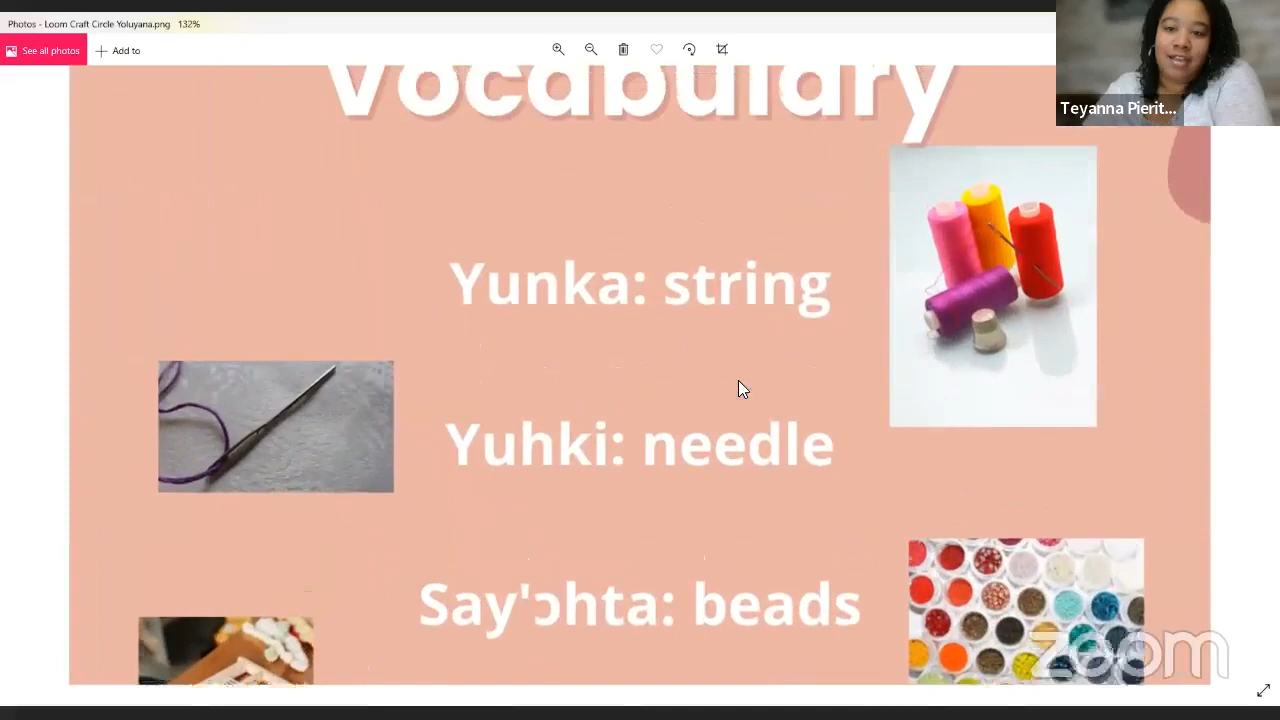 Photos - Loom Craft Circle Yoluyana.png 132%
See all photos
Add to
Teyanna Pierit...
Vocabulary
Yunka: string
Yuhki: needle
Say'ɔhta: beads
zoom